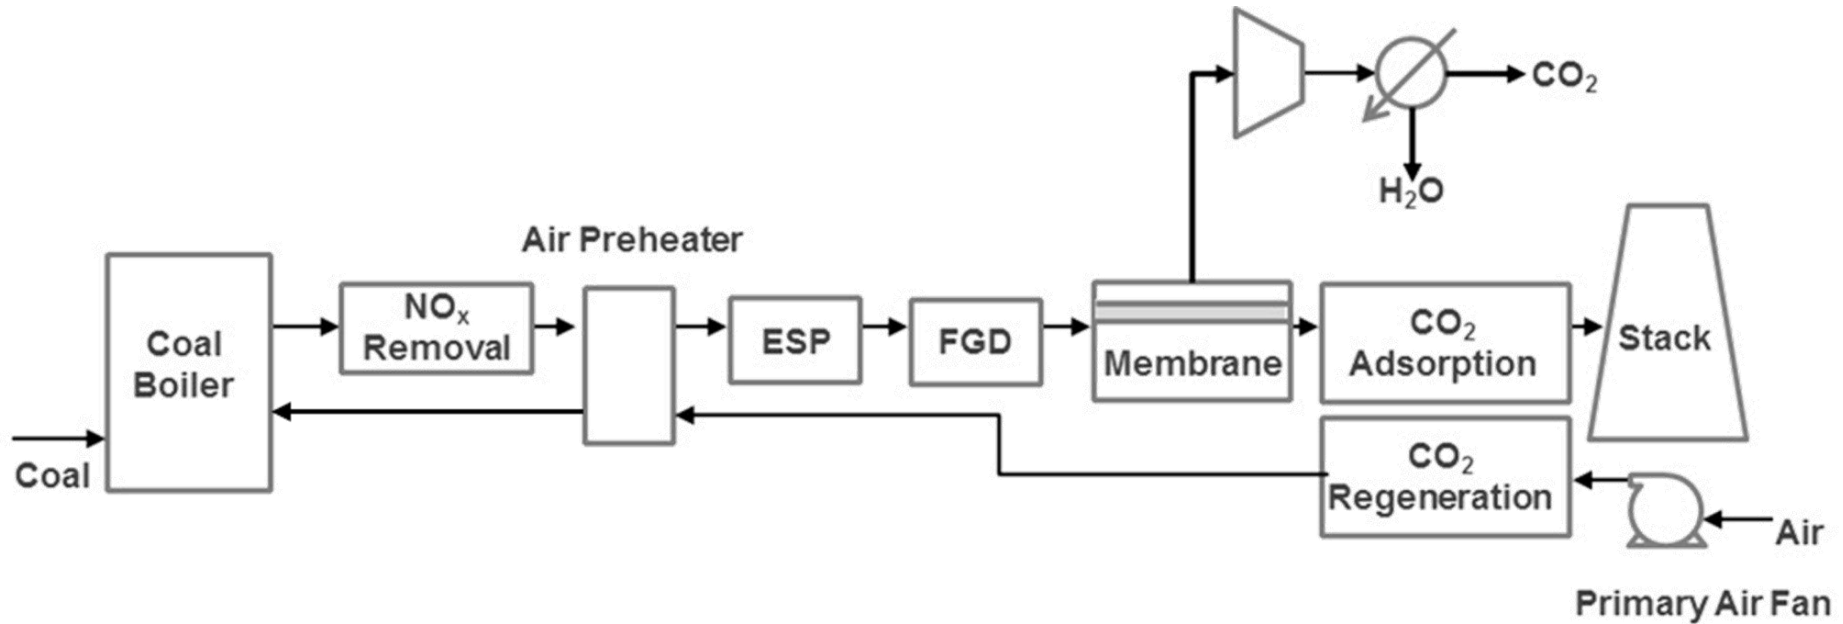 CO₂
H₂O
Air Preheater
Coal
Boiler
NOₓ
Removal
ESP
FGD
Membrane
CO₂
Adsorption
Stack
Coal
CO₂
Regeneration
Air
Primary Air Fan